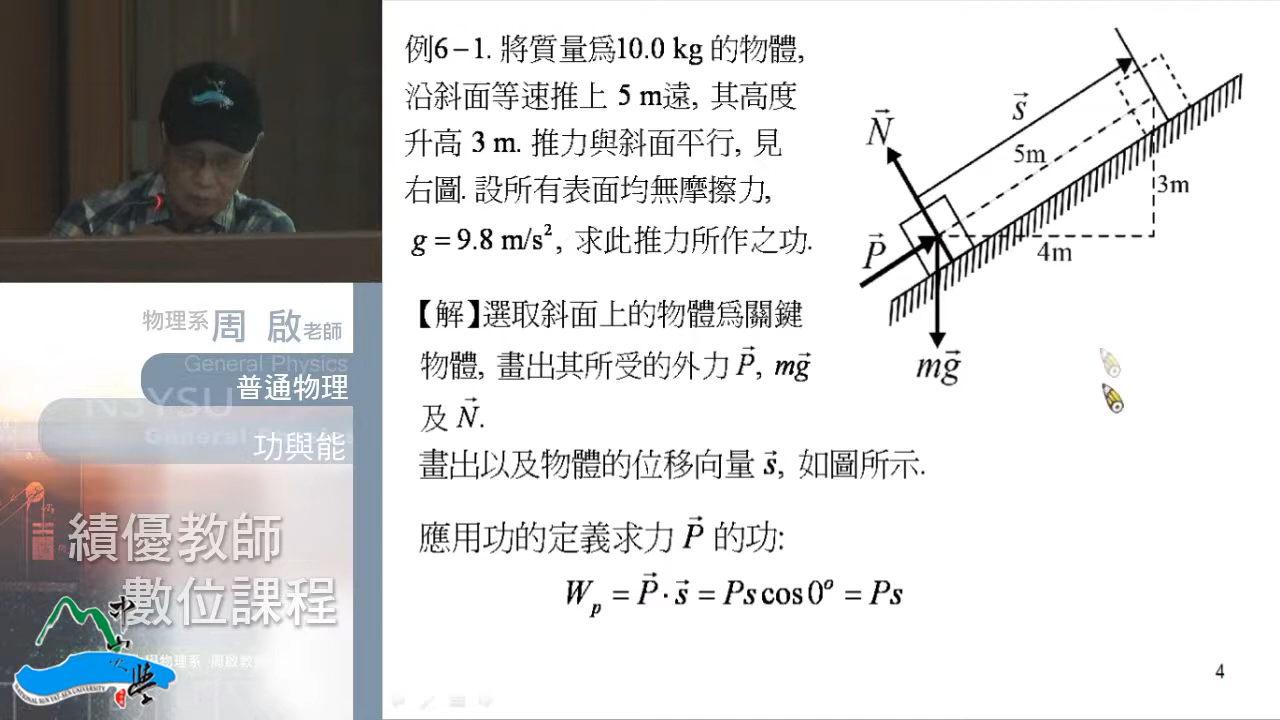 例6-1. 將質量為10.0 kg 的物體,
沿斜面等速推上 5 m遠, 其高度
升高 3 m. 推力與斜面平行, 見
右圖. 設所有表面均無摩擦力,
g = 9.8 m/s², 求此推力所作之功.
N⃗
s⃗
5m
3m
P⃗
4m
mg⃗
【解】選取斜面上的物體為關鍵
物體, 畫出其所受的外力 P⃗, mg⃗
及 N⃗.
畫出以及物體的位移向量 s⃗, 如圖所示.
應用功的定義求力 P⃗ 的功:
Wₚ = P⃗ · s⃗ = Ps cos 0° = Ps
4
物理系 周 啟 老師
General Physics
普通物理
NSYSU
功與能
績優教師
數位課程